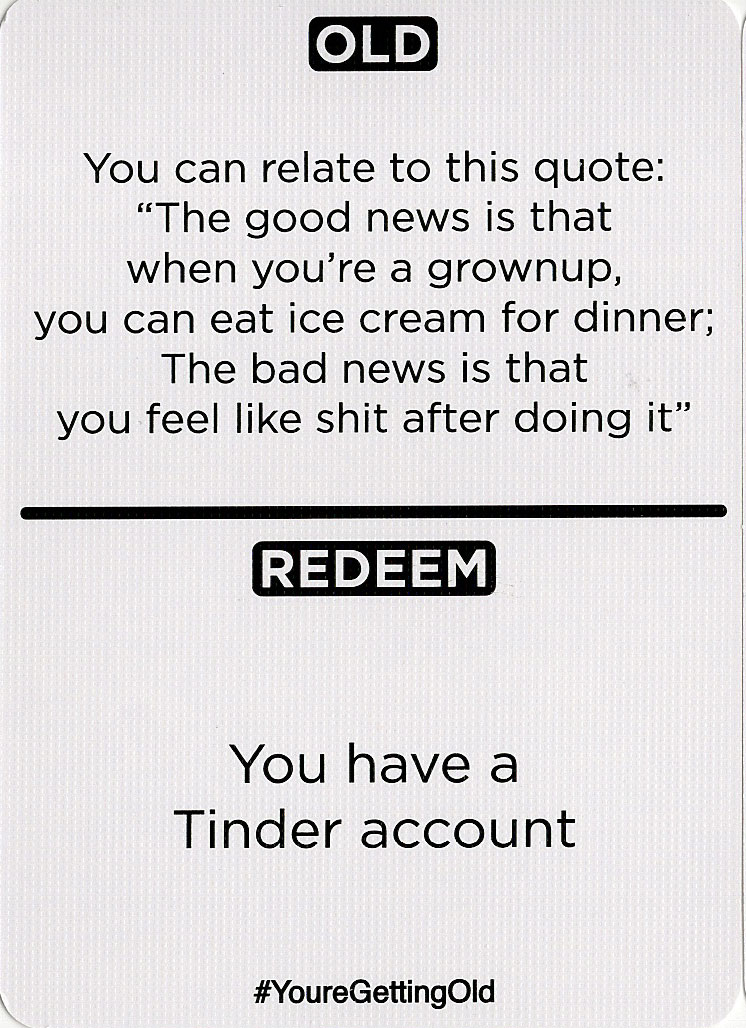 OLD
You can relate to this quote:
“The good news is that
when you’re a grownup,
you can eat ice cream for dinner;
The bad news is that
you feel like shit after doing it”
REDEEM
You have a
Tinder account
#YoureGettingOld